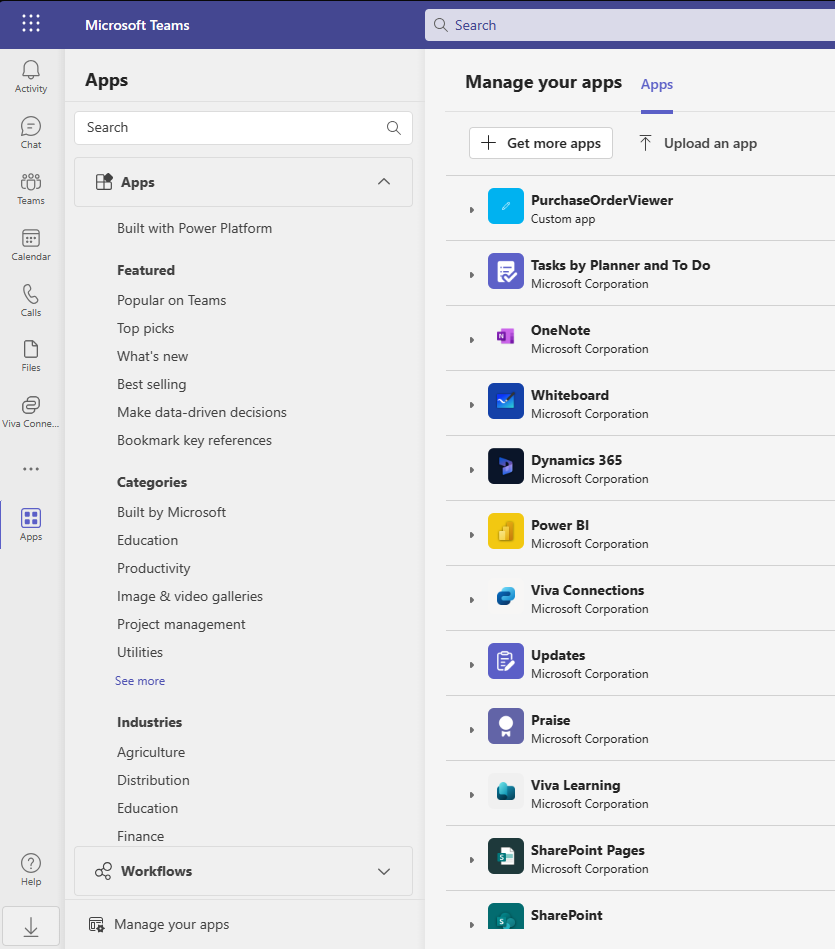 Microsoft Teams
Search
Activity
Chat
Teams
Calendar
Calls
Files
Viva Conne...
Apps
Help
Apps
Search
Apps
Built with Power Platform
Featured
Popular on Teams
Top picks
What's new
Best selling
Make data-driven decisions
Bookmark key references
Categories
Built by Microsoft
Education
Productivity
Image & video galleries
Project management
Utilities
See more
Industries
Agriculture
Distribution
Education
Finance
Workflows
Manage your apps
Manage your apps
Apps
Get more apps
Upload an app
PurchaseOrderViewer
Custom app
Tasks by Planner and To Do
Microsoft Corporation
OneNote
Microsoft Corporation
Whiteboard
Microsoft Corporation
Dynamics 365
Microsoft Corporation
Power BI
Microsoft Corporation
Viva Connections
Microsoft Corporation
Updates
Microsoft Corporation
Praise
Microsoft Corporation
Viva Learning
Microsoft Corporation
SharePoint Pages
Microsoft Corporation
SharePoint